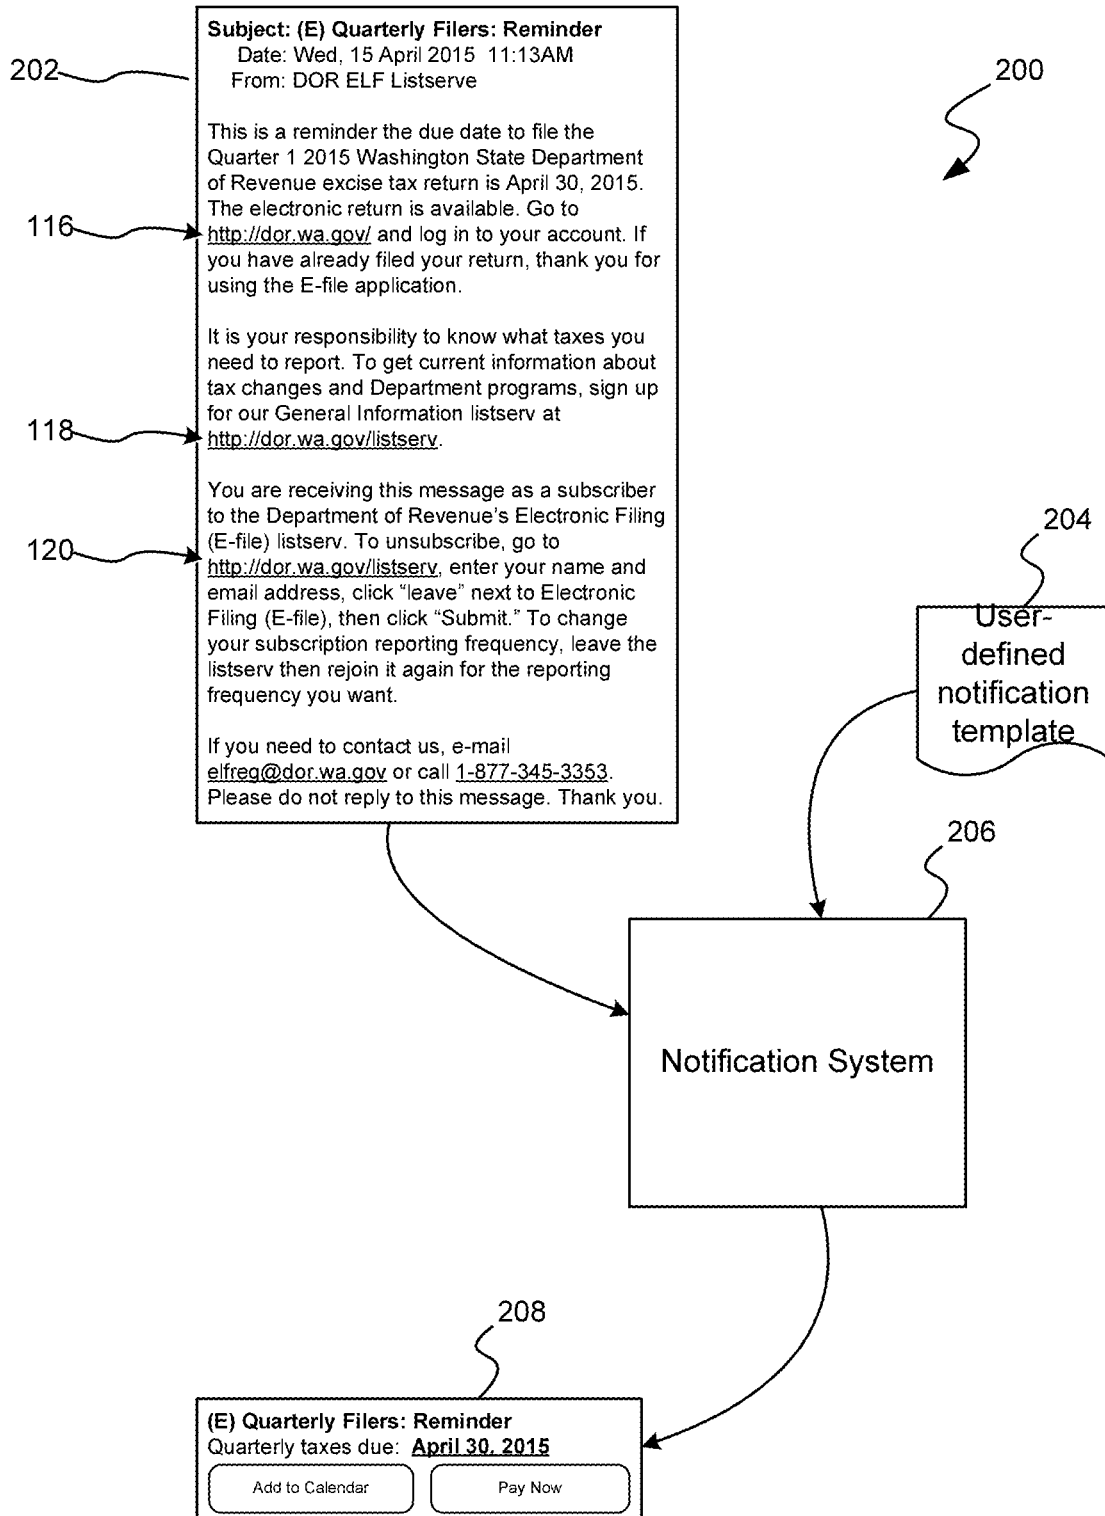 Subject: (E) Quarterly Filers: Reminder
Date: Wed, 15 April 2015 11:13AM
From: DOR ELF Listserve
202
200
This is a reminder the due date to file the
Quarter 1 2015 Washington State Department
of Revenue excise tax return is April 30, 2015.
The electronic return is available. Go to
116
http://dor.wa.gov/ and log in to your account. If
you have already filed your return, thank you for
using the E-file application.
It is your responsibility to know what taxes you
need to report. To get current information about
tax changes and Department programs, sign up
for our General Information listserv at
118
http://dor.wa.gov/listserv.
You are receiving this message as a subscriber
to the Department of Revenue's Electronic Filing
(E-file) listserv. To unsubscribe, go to
120
http://dor.wa.gov/listserv, enter your name and
email address, click "leave" next to Electronic
Filing (E-file), then click "Submit." To change
your subscription reporting frequency, leave the
listserv then rejoin it again for the reporting
frequency you want.
If you need to contact us, e-mail
elfreg@dor.wa.gov or call 1-877-345-3353.
Please do not reply to this message. Thank you.
204
User-
defined
notification
template
206
Notification System
208
(E) Quarterly Filers: Reminder
Quarterly taxes due: April 30, 2015
Add to Calendar
Pay Now